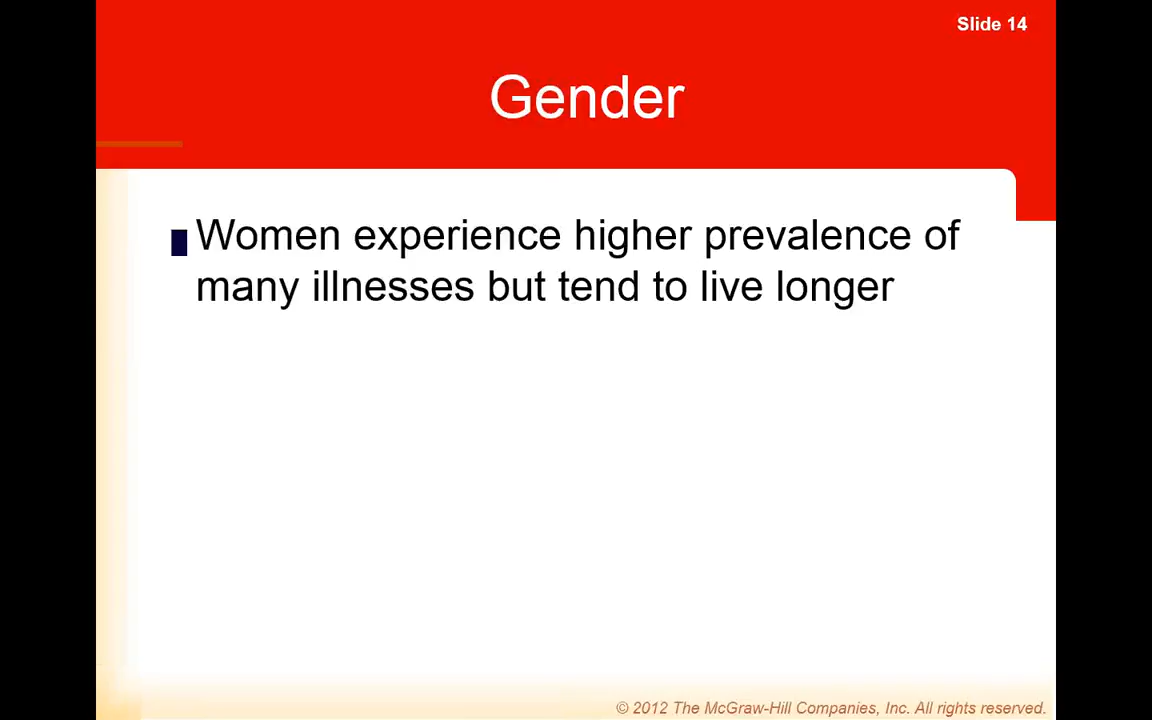 Slide 14
Gender
Women experience higher prevalence of
many illnesses but tend to live longer
© 2012 The McGraw-Hill Companies, Inc. All rights reserved.